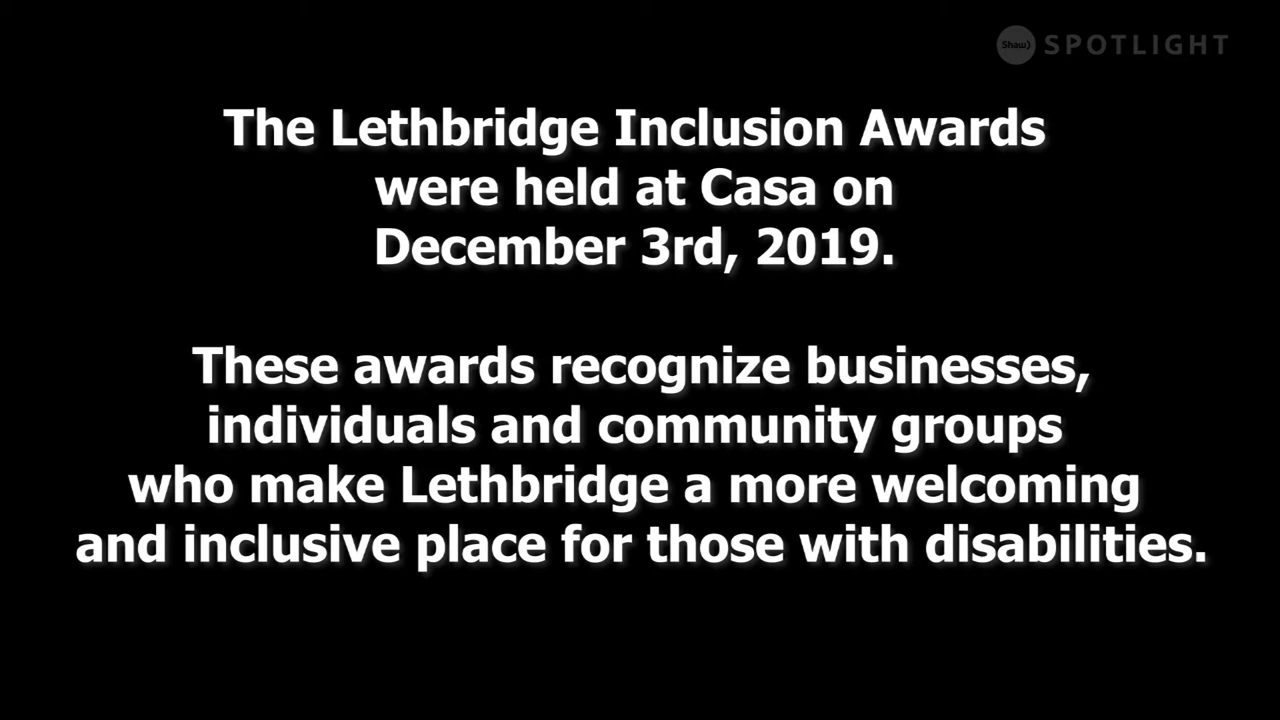 Shaw) SPOTLIGHT
The Lethbridge Inclusion Awards
were held at Casa on
December 3rd, 2019.
These awards recognize businesses,
individuals and community groups
who make Lethbridge a more welcoming
and inclusive place for those with disabilities.